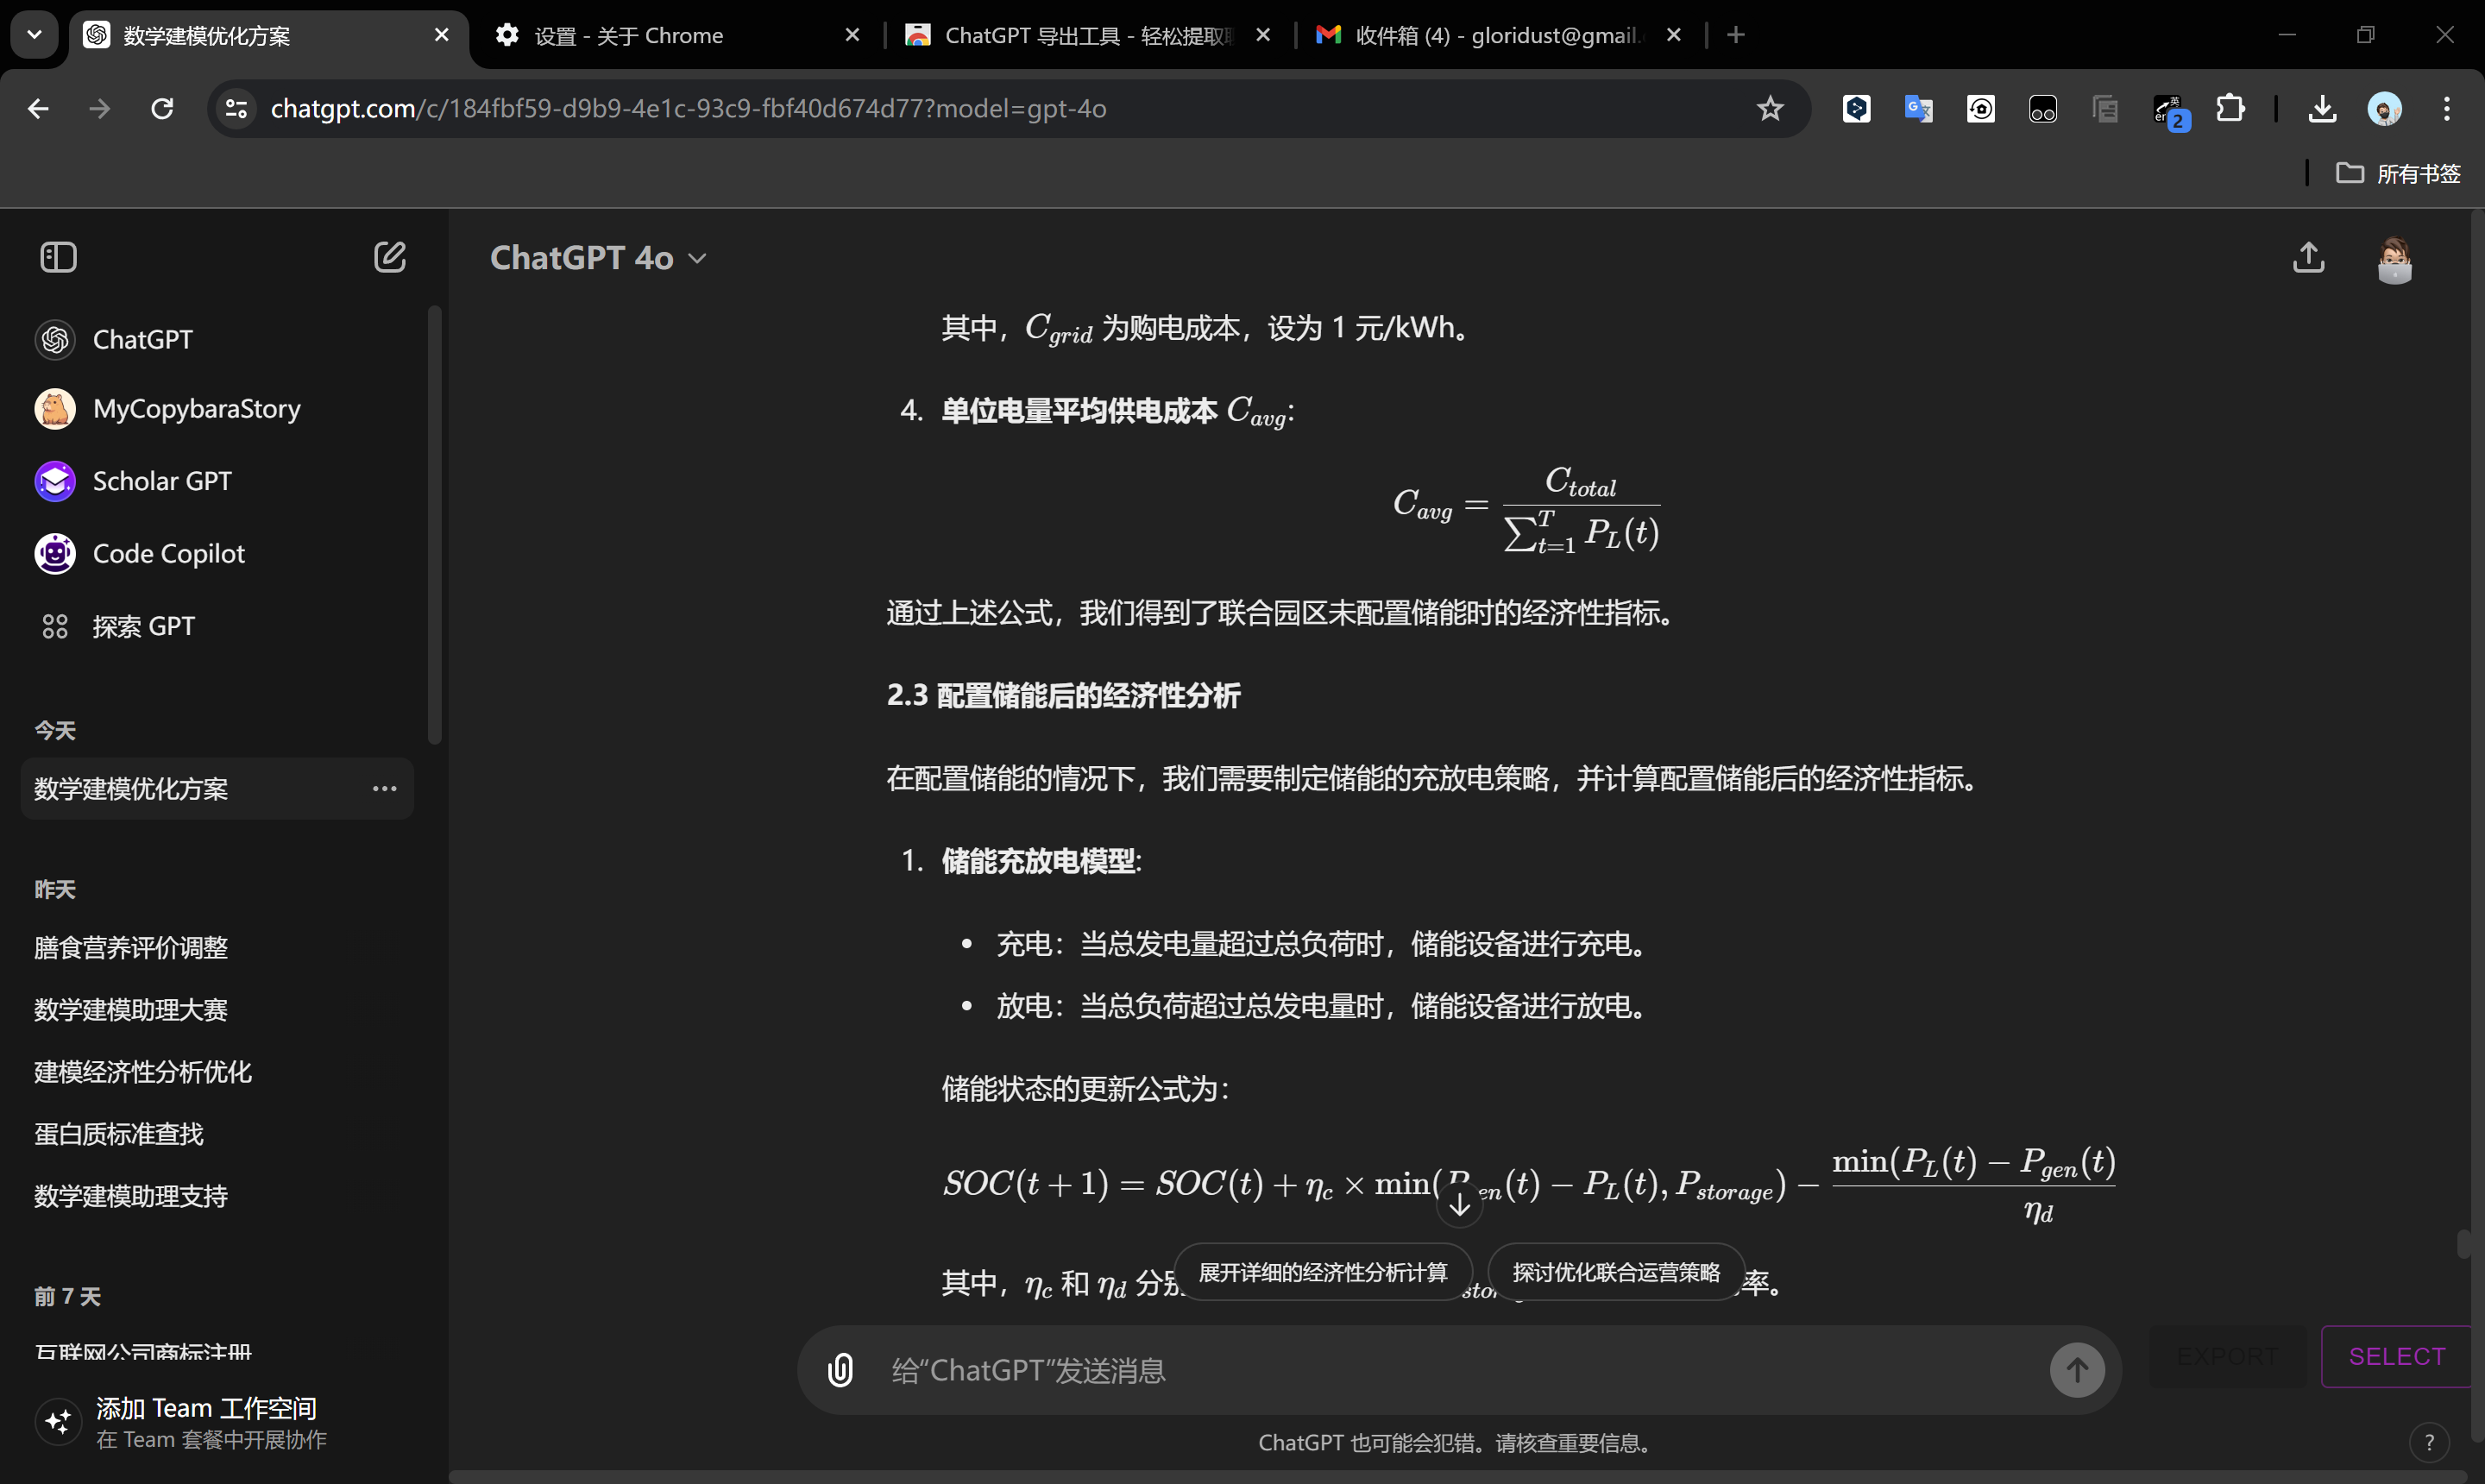 数学建模优化方案
设置 - 关于 Chrome
ChatGPT 导出工具 - 轻松提取
收件箱 (4) - gloridust@gmail.
chatgpt.com/c/184fbf59-d9b9-4e1c-93c9-fbf40d674d77?model=gpt-4o
英
er
2
所有书签
ChatGPT
MyCopybaraStory
Scholar GPT
Code Copilot
探索 GPT
今天
数学建模优化方案
昨天
膳食营养评价调整
数学建模助理大赛
建模经济性分析优化
蛋白质标准查找
数学建模助理支持
前 7 天
互联网公司商标注册
添加 Team 工作空间
在 Team 套餐中开展协作
ChatGPT 4o
其中，C_{grid} 为购电成本，设为 1 元/kWh。
4. 单位电量平均供电成本 C_{avg}:
C_{avg} = \frac{C_{total}}{\sum_{t=1}^{T} P_L(t)}
通过上述公式，我们得到了联合园区未配置储能时的经济性指标。
2.3 配置储能后的经济性分析
在配置储能的情况下，我们需要制定储能的充放电策略，并计算配置储能后的经济性指标。
1. 储能充放电模型:
• 充电：当总发电量超过总负荷时，储能设备进行充电。
• 放电：当总负荷超过总发电量时，储能设备进行放电。
储能状态的更新公式为：
SOC(t + 1) = SOC(t) + η_c × min(P_{gen}(t) − P_L(t), P_{storage}) − \frac{min(P_L(t) − P_{gen}(t)}{η_d}
其中，η_c 和 η_d 分别
率。
展开详细的经济性分析计算
探讨优化联合运营策略
给“ChatGPT”发送消息
EXPORT
SELECT
ChatGPT 也可能会犯错。请核查重要信息。
?